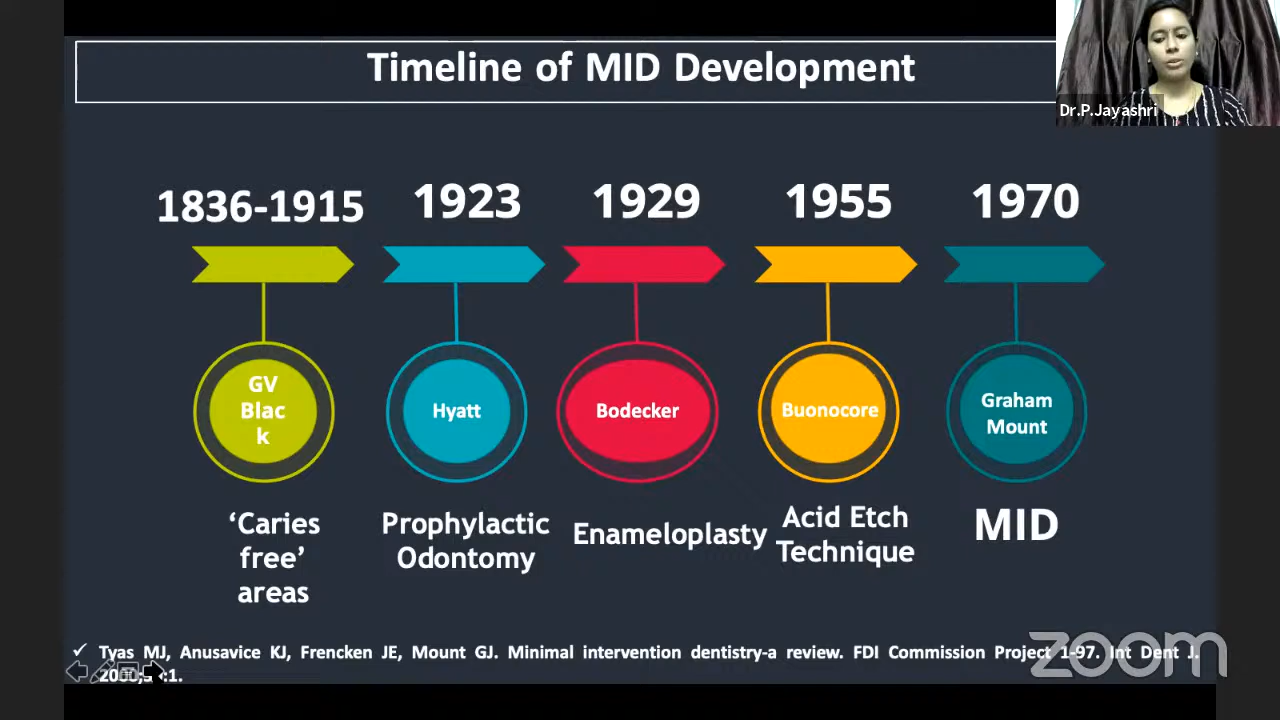 Timeline of MID Development
Dr.P.Jayashri
1836-1915
1923
1929
1955
1970
GV
Blac
k
Hyatt
Bodecker
Buonocore
Graham
Mount
‘Caries
free’
areas
Prophylactic
Odontomy
Enameloplasty
Acid Etch
Technique
MID
✓ Tyas MJ, Anusavice KJ, Frencken JE, Mount GJ. Minimal intervention dentistry-a review. FDI Commission Project 1-97. Int Dent J.
zoom